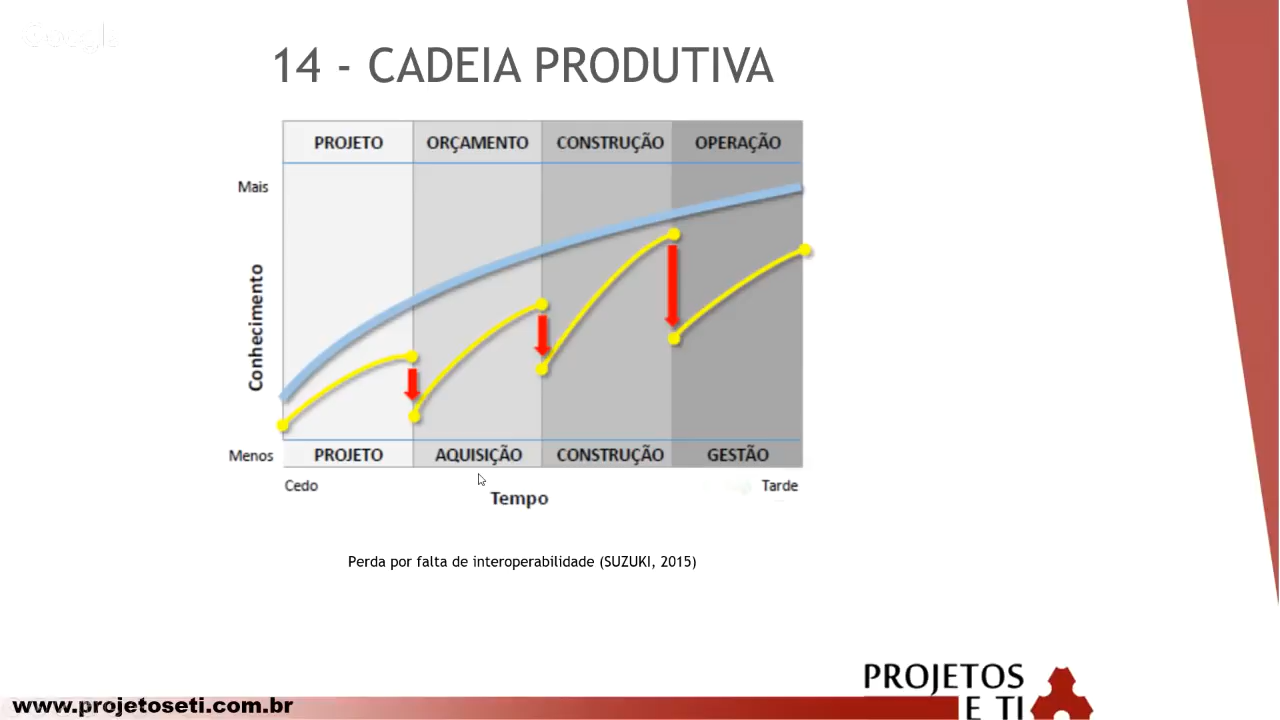 14 - CADEIA PRODUTIVA
PROJETO ORÇAMENTO CONSTRUÇÃO OPERAÇÃO
Mais
Conhecimento
Menos
PROJETO AQUISIÇÃO CONSTRUÇÃO GESTÃO
Cedo
Tarde
Tempo
Perda por falta de interoperabilidade (SUZUKI, 2015)
PROJETOS
E TI
www.projetoseti.com.br